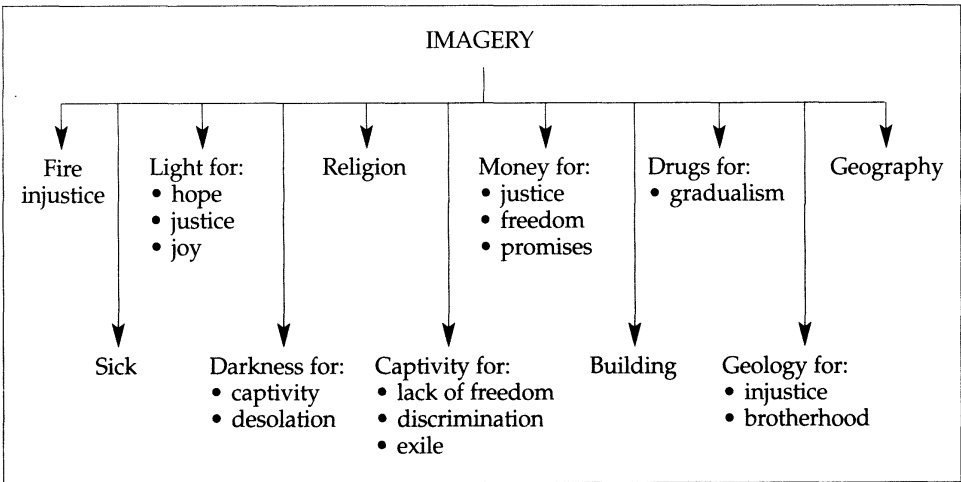 IMAGERY
Fire
injustice
Light for:
• hope
• justice
• joy
Religion
Money for:
• justice
• freedom
• promises
Drugs for:
• gradualism
Geography
Sick
Darkness for:
• captivity
• desolation
Captivity for:
• lack of freedom
• discrimination
• exile
Building
Geology for:
• injustice
• brotherhood